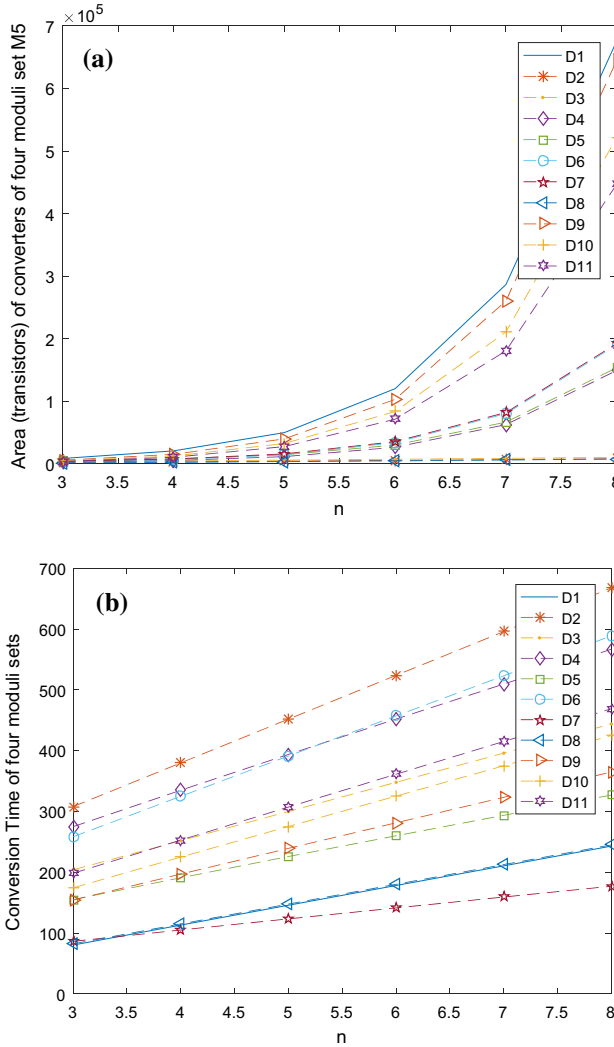 × 10^5
7
6
5
4
3
2
1
0
Area (transistors) of converters of four moduli set M5
(a)
D1
D2
D3
D4
D5
D6
D7
D8
D9
D10
D11
3 3.5 4 4.5 5 5.5 6 6.5 7 7.5 8
n
700
600
500
400
300
200
100
0
Conversion Time of four moduli sets
(b)
D1
D2
D3
D4
D5
D6
D7
D8
D9
D10
D11
3 3.5 4 4.5 5 5.5 6 6.5 7 7.5 8
n